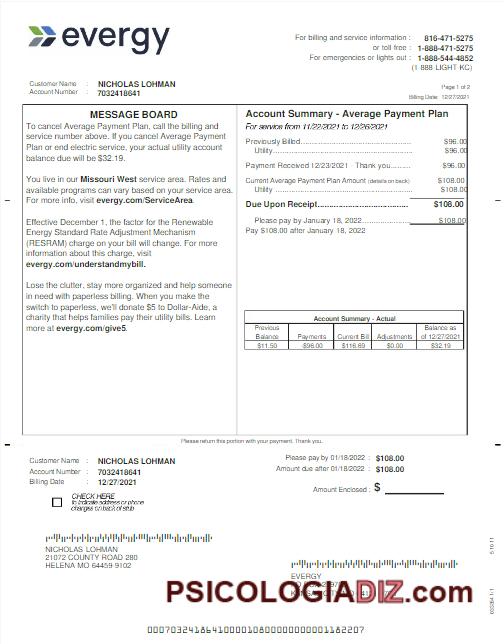 evergy
For billing and service information : 816-471-5275
or toll free : 1-888-471-5275
For emergencies or lights out : 1-888-544-4852
(1 888 LIGHT KC)
Customer Name : NICHOLAS LOHMAN
Account Number : 7032418641
Page 1 of 2
Billing Date: 12/27/2021
MESSAGE BOARD
To cancel Average Payment Plan, call the billing and
service number above. If you cancel Average Payment
Plan or end electric service, your actual utility account
balance due will be $32.19.
You live in our Missouri West service area. Rates and
available programs can vary based on your service area.
For more info, visit evergy.com/ServiceArea.
Effective December 1, the factor for the Renewable
Energy Standard Rate Adjustment Mechanism
(RESRAM) charge on your bill will change. For more
information about this charge, visit
evergy.com/understandmybill.
Lose the clutter, stay more organized and help someone
in need with paperless billing. When you make the
switch to paperless, we'll donate $5 to Dollar-Aide, a
charity that helps families pay their utility bills. Learn
more at evergy.com/give5.
Account Summary - Average Payment Plan
For service from 11/22/2021 to 12/26/2021
Previously Billed $96.00
Utility $96.00
Payment Received 12/23/2021 - Thank you $96.00
Current Average Payment Plan Amount (details on back) $108.00
Utility $108.00
Due Upon Receipt $108.00
Please pay by January 18, 2022 $108.00
Pay $108.00 after January 18, 2022
Account Summary - Actual
Previous Balance Payments Current Bill Adjustments Balance as of 12/27/2021
$11.50 $96.00 $116.69 $0.00 $32.19
Please return this portion with your payment. Thank you.
Customer Name : NICHOLAS LOHMAN
Account Number : 7032418641
Billing Date : 12/27/2021
Please pay by 01/18/2022 : $108.00
Amount due after 01/18/2022 : $108.00
Amount Enclosed : $
CHECK HERE
to indicate address or phone
changes on back of stub
NICHOLAS LOHMAN
21072 COUNTY ROAD 280
HELENA MO 64459-9102
EVERGY
PSICOLOGIADIZ.com